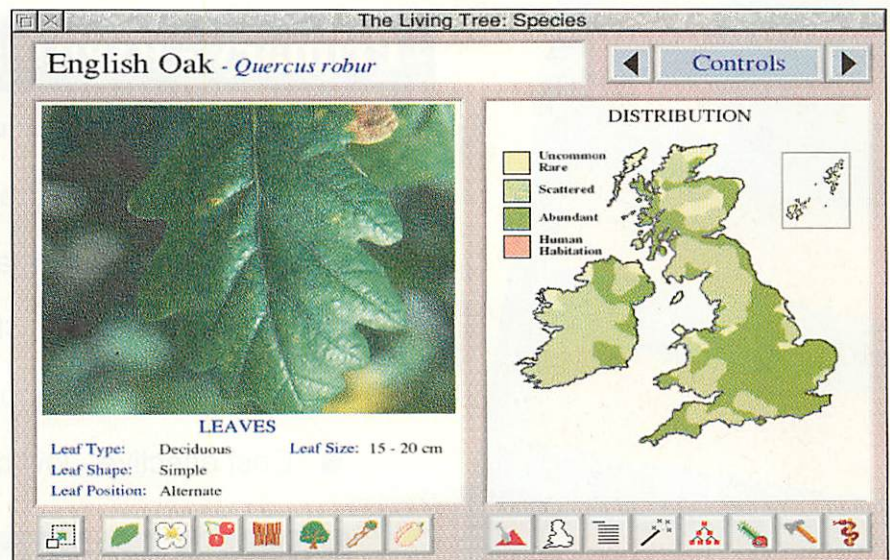 The Living Tree: Species
English Oak - Quercus robur
Controls
LEAVES
Leaf Type: Deciduous Leaf Size: 15 - 20 cm
Leaf Shape: Simple
Leaf Position: Alternate
DISTRIBUTION
Uncommon
Rare
Scattered
Abundant
Human
Habitation